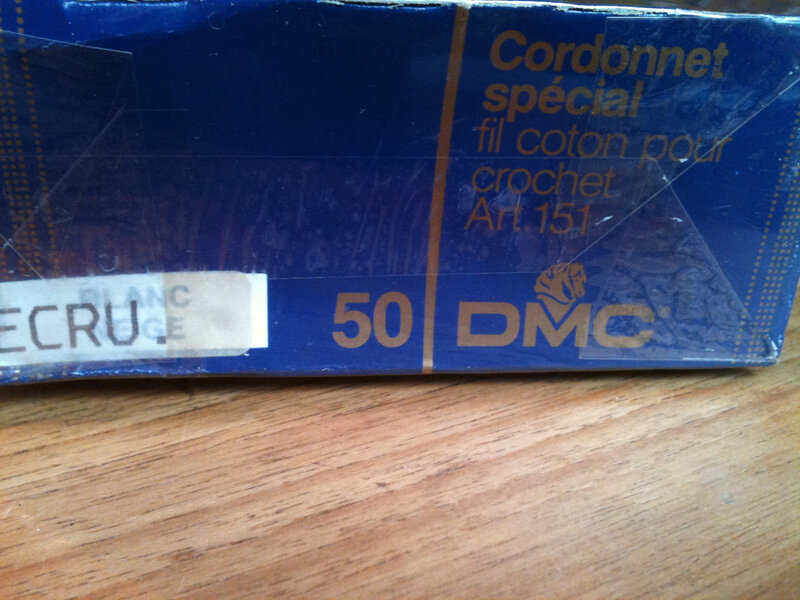 Cordonnet
spécial
fil coton pour
crochet
Art.151
BLANC
ECRU.
50
DMC